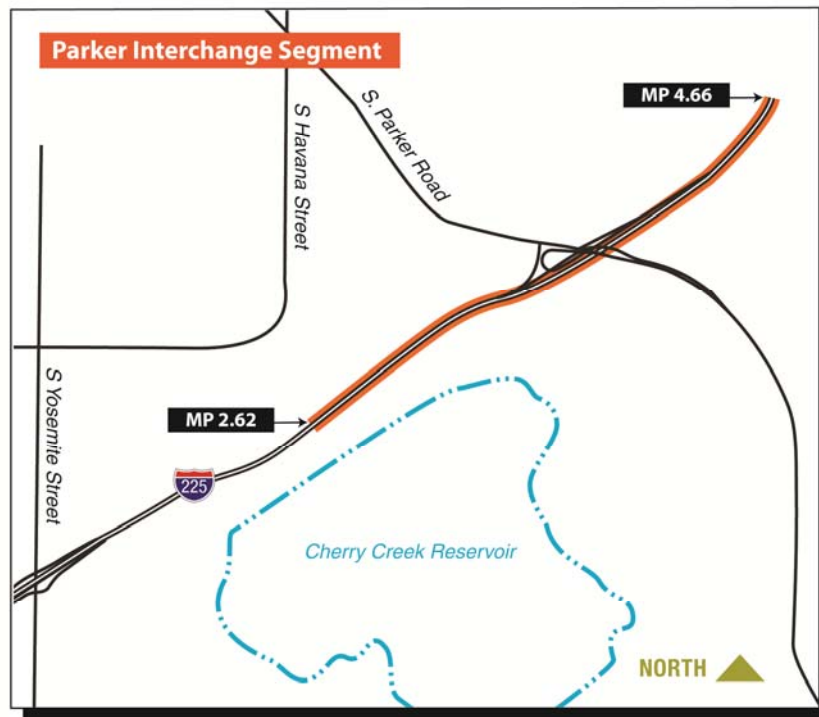 Parker Interchange Segment
MP 4.66
S. Parker Road
S Havana Street
S Yosemite Street
MP 2.62
225
Cherry Creek Reservoir
NORTH